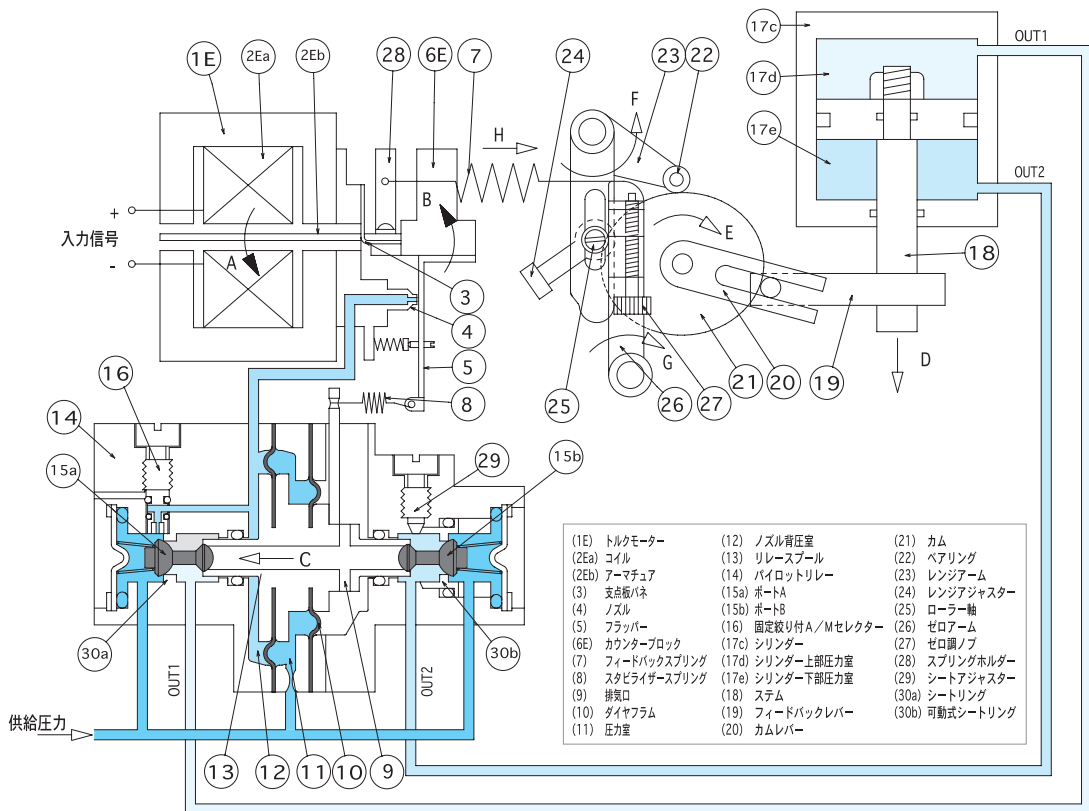 17c
OUT1
17d
17e
OUT2
1E
2Ea
2Eb
28
6E
7
24
23
22
F
H
B
E
+
入力信号
-
A
3
4
5
8
G
25
26
27
21
20
19
18
D
16
14
15a
29
15b
C
30a
OUT1
OUT2
30b
供給圧力
13
12
11
10
9
(1E) トルクモーター
(2Ea) コイル
(2Eb) アーマチュア
(3) 支点板バネ
(4) ノズル
(5) フラッパー
(6E) カウンターブロック
(7) フィードバックスプリング
(8) スタビライザースプリング
(9) 排気口
(10) ダイヤフラム
(11) 圧力室
(12) ノズル背圧室
(13) リレースプール
(14) パイロットリレー
(15a) ポートA
(15b) ポートB
(16) 固定絞り付A/Mセレクター
(17c) シリンダー
(17d) シリンダー上部圧力室
(17e) シリンダー下部圧力室
(18) ステム
(19) フィードバックレバー
(20) カムレバー
(21) カム
(22) ベアリング
(23) レンジアーム
(24) レンジアジャスター
(25) ローラー軸
(26) ゼロアーム
(27) ゼロ調ノブ
(28) スプリングホルダー
(29) シートアジャスター
(30a) シートリング
(30b) 可動式シートリング